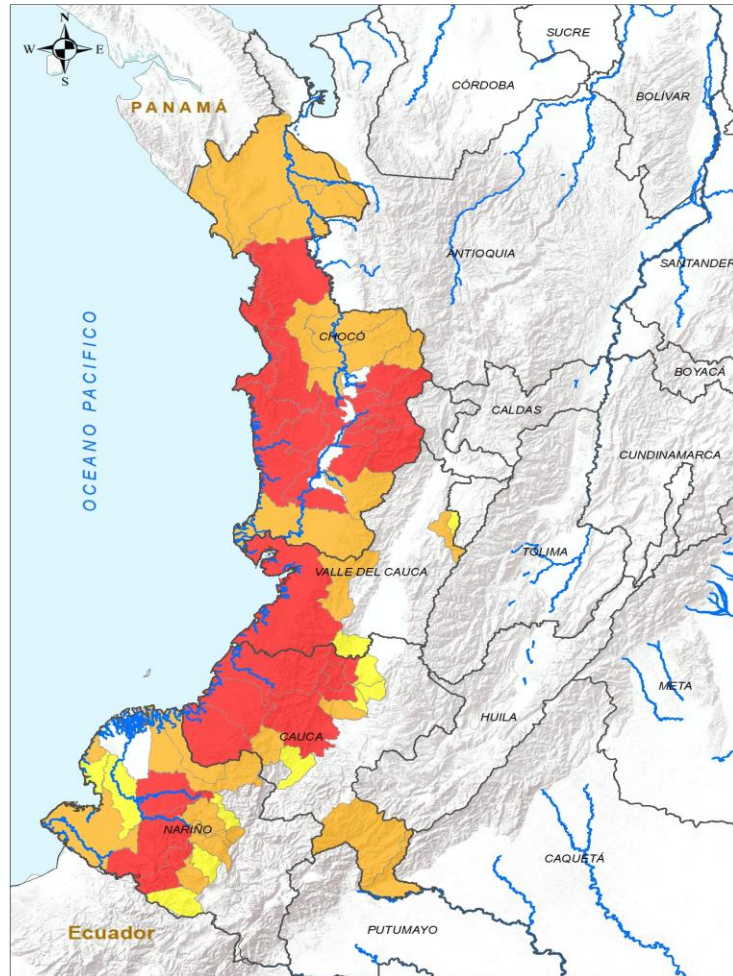 N
W E
S
SUCRE
CÓRDOBA
BOLÍVAR
PANAMÁ
ANTIOQUIA
SANTANDER
OCEANO PACIFICO
CHOCÓ
BOYACÁ
CALDAS
CUNDINAMARCA
TOLIMA
VALLE DEL CAUCA
META
HUILA
CAUCA
NARIÑO
CAQUETÁ
Ecuador
PUTUMAYO